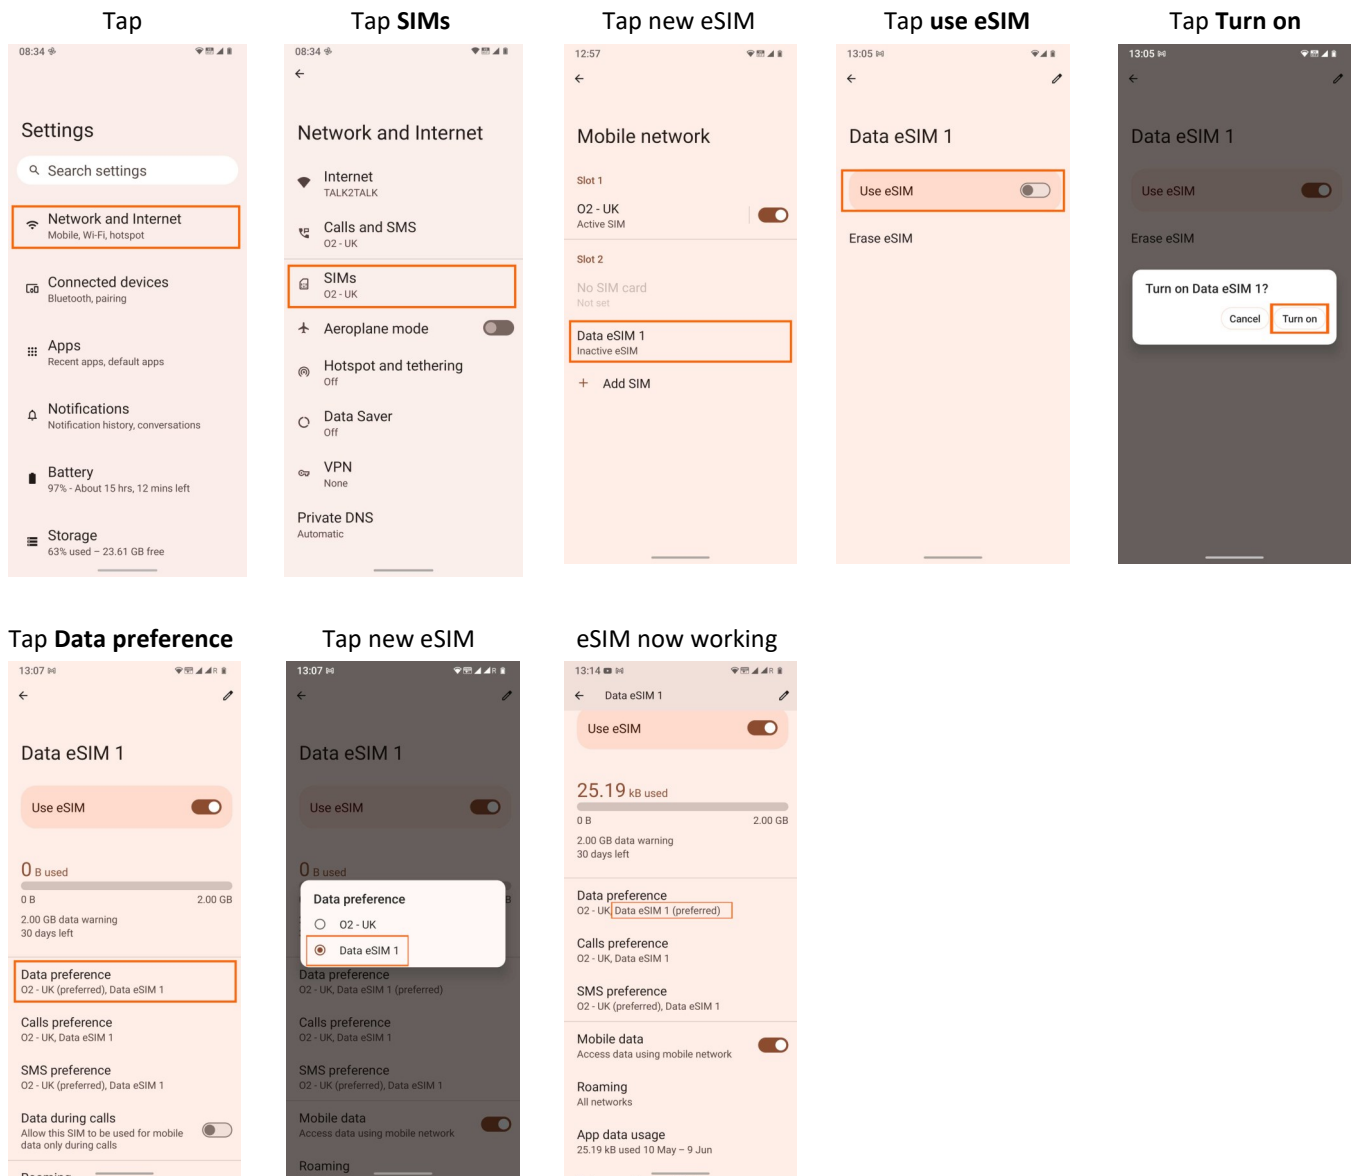 Tap
08:34
Settings
Search settings
Network and Internet
Mobile, Wi-Fi, hotspot
Connected devices
Bluetooth, pairing
Apps
Recent apps, default apps
Notifications
Notification history, conversations
Battery
97% - About 15 hrs, 12 mins left
Storage
63% used – 23.61 GB free
Tap SIMs
08:34
Network and Internet
Internet
TALK2TALK
Calls and SMS
O2 - UK
SIMs
O2 - UK
Aeroplane mode
Hotspot and tethering
Off
Data Saver
Off
VPN
None
Private DNS
Automatic
Tap new eSIM
12:57
Mobile network
Slot 1
O2 - UK
Active SIM
Slot 2
No SIM card
Not set
Data eSIM 1
Inactive eSIM
+ Add SIM
Tap use eSIM
13:05
Data eSIM 1
Use eSIM
Erase eSIM
Tap Turn on
13:05
Data eSIM 1
Use eSIM
Erase eSIM
Turn on Data eSIM 1?
Cancel Turn on
Tap Data preference
13:07 R
Data eSIM 1
Use eSIM
0 B used
0 B 2.00 GB
2.00 GB data warning
30 days left
Data preference
O2 - UK (preferred), Data eSIM 1
Calls preference
O2 - UK, Data eSIM 1
SMS preference
O2 - UK (preferred), Data eSIM 1
Data during calls
Allow this SIM to be used for mobile
data only during calls
Roaming
Tap new eSIM
13:07 R
Data eSIM 1
Use eSIM
0 B used
B
Data preference
O2 - UK
Data eSIM 1
Data preference
O2 - UK, Data eSIM 1 (preferred)
Calls preference
O2 - UK, Data eSIM 1
SMS preference
O2 - UK (preferred), Data eSIM 1
Mobile data
Access data using mobile network
Roaming
eSIM now working
13:14 R
Data eSIM 1
Use eSIM
25.19 kB used
0 B 2.00 GB
2.00 GB data warning
30 days left
Data preference
O2 - UK, Data eSIM 1 (preferred)
Calls preference
O2 - UK, Data eSIM 1
SMS preference
O2 - UK (preferred), Data eSIM 1
Mobile data
Access data using mobile network
Roaming
All networks
App data usage
25.19 kB used 10 May – 9 Jun